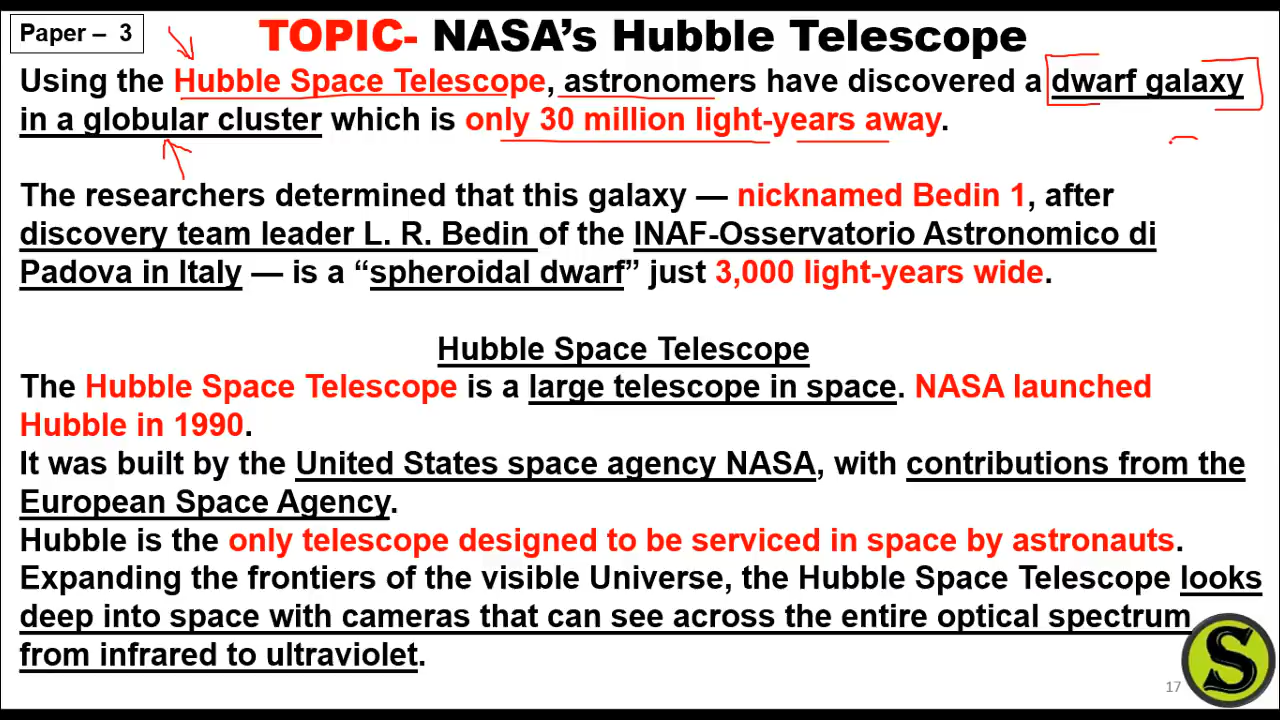 Paper – 3
TOPIC- NASA's Hubble Telescope
Using the Hubble Space Telescope, astronomers have discovered a dwarf galaxy
in a globular cluster which is only 30 million light-years away.
The researchers determined that this galaxy — nicknamed Bedin 1, after
discovery team leader L. R. Bedin of the INAF-Osservatorio Astronomico di
Padova in Italy — is a “spheroidal dwarf” just 3,000 light-years wide.
Hubble Space Telescope
The Hubble Space Telescope is a large telescope in space. NASA launched
Hubble in 1990.
It was built by the United States space agency NASA, with contributions from the
European Space Agency.
Hubble is the only telescope designed to be serviced in space by astronauts.
Expanding the frontiers of the visible Universe, the Hubble Space Telescope looks
deep into space with cameras that can see across the entire optical spectrum
from infrared to ultraviolet.
S
17